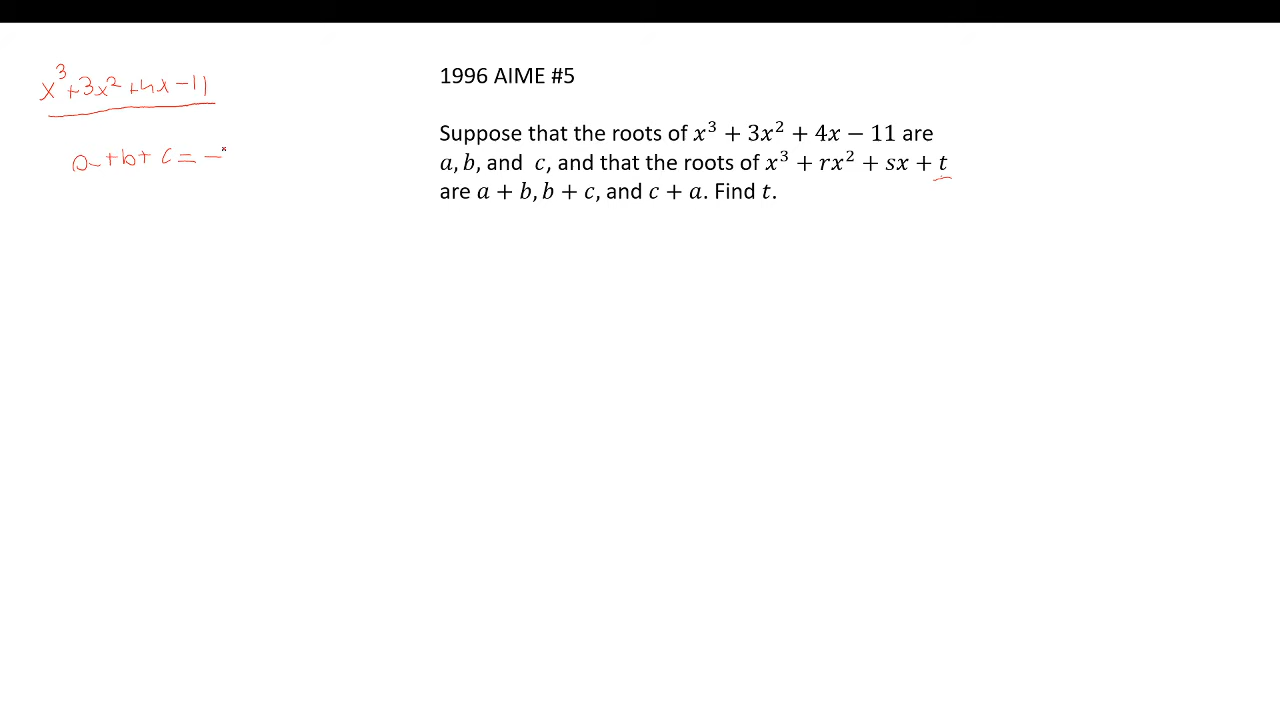 x³+3x²+4x-11
a+b+c=-
1996 AIME #5
Suppose that the roots of x³ + 3x² + 4x − 11 are
a, b, and c, and that the roots of x³ + rx² + sx + t
are a + b, b + c, and c + a. Find t.